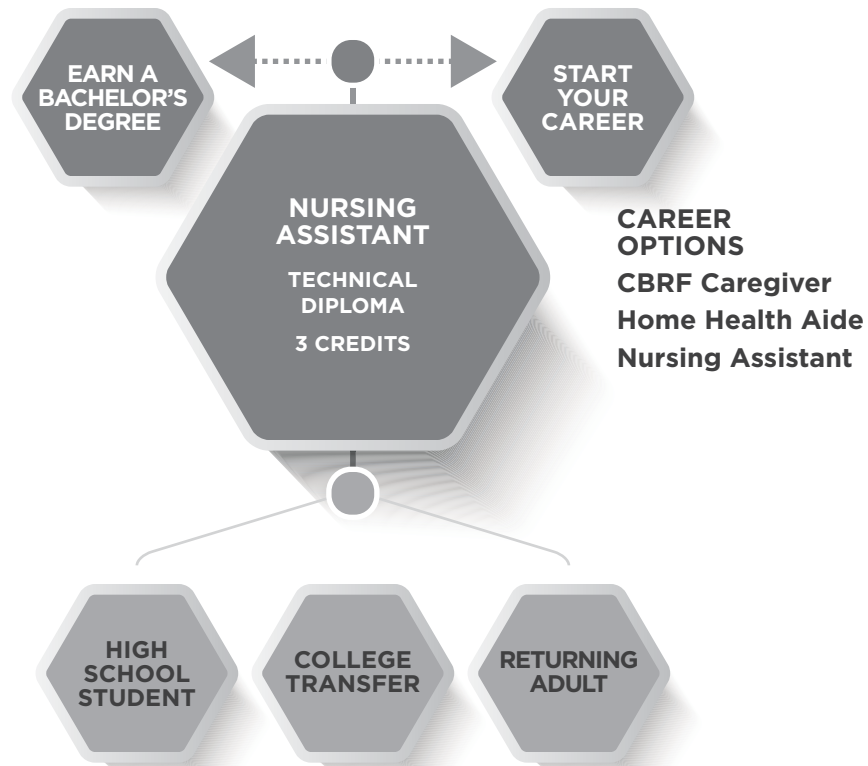 EARN A
BACHELOR’S
DEGREE
START
YOUR
CAREER
NURSING
ASSISTANT
TECHNICAL
DIPLOMA
3 CREDITS
CAREER
OPTIONS
CBRF Caregiver
Home Health Aide
Nursing Assistant
HIGH
SCHOOL
STUDENT
COLLEGE
TRANSFER
RETURNING
ADULT